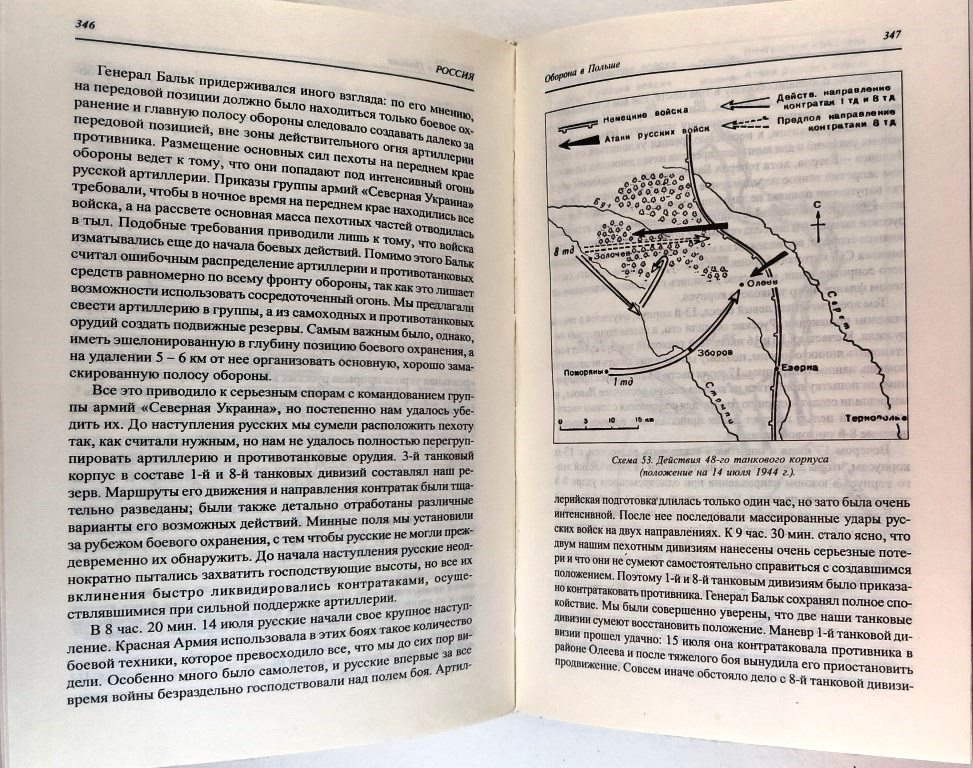 346
РОССИЯ
Генерал Бальк придерживался иного взгляда: по его мнению,
на передовой позиции должно было находиться только боевое ох-
ранение и главную полосу обороны следовало создавать далеко за
передовой позицией, вне зоны действительного огня артиллерии
противника. Размещение основных сил пехоты на переднем крае
обороны ведет к тому, что они попадают под интенсивный огонь
русской артиллерии. Приказы группы армий «Северная Украина»
требовали, чтобы в ночное время на переднем крае находились все
войска, а на рассвете основная масса пехотных частей отводилась
в тыл. Подобные требования приводили лишь к тому, что войска
изматывались еще до начала боевых действий. Помимо этого Бальк
считал ошибочным распределение артиллерии и противотанковых
средств равномерно по всему фронту обороны, так как это лишает
возможности использовать сосредоточенный огонь. Мы предлагали
свести артиллерию в группы, а из самоходных и противотанковых
орудий создать подвижные резервы. Самым важным было, однако,
иметь эшелонированную в глубину позицию боевого охранения, а
на удалении 5 – 6 км от нее организовать основную, хорошо зама-
скированную полосу обороны.
Все это приводило к серьезным спорам с командованием груп-
пы армий «Северная Украина», но постепенно нам удалось убе-
дить их. До наступления русских мы сумели расположить пехоту
так, как считали нужным, но нам не удалось полностью перегруп-
пировать артиллерию и противотанковые орудия. 3-й танковый
корпус в составе 1-й и 8-й танковых дивизий составлял наш ре-
зерв. Маршруты его движения и направления контратак были тща-
тельно разведаны; были также детально отработаны различные
варианты его возможных действий. Минные поля мы установили
за рубежом боевого охранения, с тем чтобы русские не могли преж-
девременно их обнаружить. До начала наступления русские неод-
нократно пытались захватить господствующие высоты, но все их
вклинения быстро ликвидировались контратаками, осуще-
ствлявшимися при сильной поддержке артиллерии.
В 8 час. 20 мин. 14 июля русские начали свое крупное наступ-
ление. Красная Армия использовала в этих боях такое количество
боевой техники, которое превосходило все, что мы до сих пор ви-
дели. Особенно много было самолетов, и русские впервые за все
время войны безраздельно господствовали над полем боя. Артил-
347
Оборона в Польше
Немецкие войска
Атаки русских войск
Действ. направление
контратак 1 тд и 8 тд
Предпол направление
контратаки 8 тд
С
8 тд
Золочев
Олеев
Серет
Зборов
Поморяны
1 тд
Езерна
Стрыпа
Тернополь
0 5 10 15 км
Схема 53. Действия 48-го танкового корпуса
(положение на 14 июля 1944 г.).
лерийская подготовка длилась только один час, но зато была очень
интенсивной. После нее последовали массированные удары рус-
ских войск на двух направлениях. К 9 час. 30 мин. стало ясно, что
двум нашим пехотным дивизиям нанесены очень серьезные поте-
ри и что они не сумеют самостоятельно справиться с создавшимся
положением. Поэтому 1-й и 8-й танковым дивизиям было приказа-
но контратаковать противника. Генерал Бальк сохранял полное спо-
койствие. Мы были совершенно уверены, что две наши танковые
дивизии сумеют восстановить положение. Маневр 1-й танковой ди-
визии прошел удачно: 15 июля она контратаковала противника в
районе Олеева и после тяжелого боя вынудила его приостановить
продвижение. Совсем иначе обстояло дело с 8-й танковой дивизи-